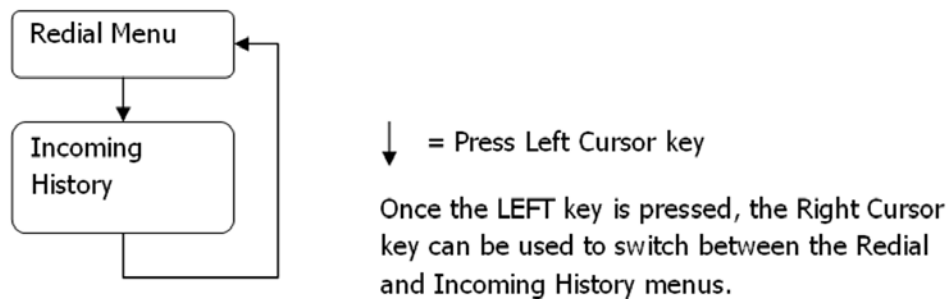 Redial Menu
Incoming
History
= Press Left Cursor key
Once the LEFT key is pressed, the Right Cursor
key can be used to switch between the Redial
and Incoming History menus.